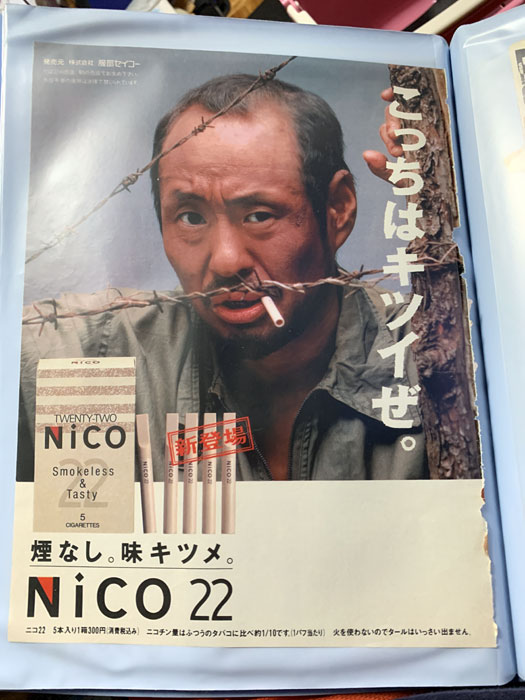 発売元 株式会社 服部セイコー
こっちはキツイぜ。
NiCO
TWENTY-TWO
NiCO
22
Smokeless
&
Tasty
5
CIGARETTES
NiCO 22
新登場
煙なし。味キツメ。
NiCO 22
ニコ22 5本入り1箱300円(消費税込み) ニコチン量はふつうのタバコに比べ約1/10です。(1パフ当たり) 火を使わないのでタールはいっさい出ません。